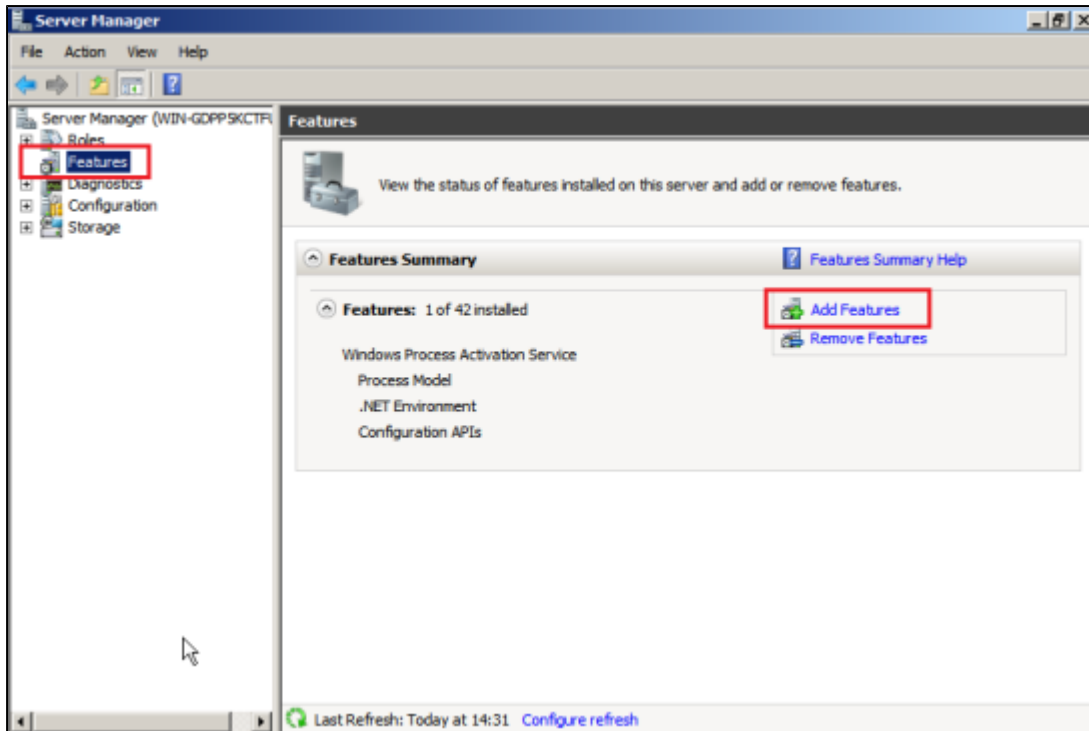 Server Manager
File Action View Help
Server Manager (WIN-GDPP5KCTFU
Roles
Features
Diagnostics
Configuration
Storage
Features
View the status of features installed on this server and add or remove features.
Features Summary
Features Summary Help
Features: 1 of 42 installed
Add Features
Remove Features
Windows Process Activation Service
Process Model
.NET Environment
Configuration APIs
Last Refresh: Today at 14:31 Configure refresh